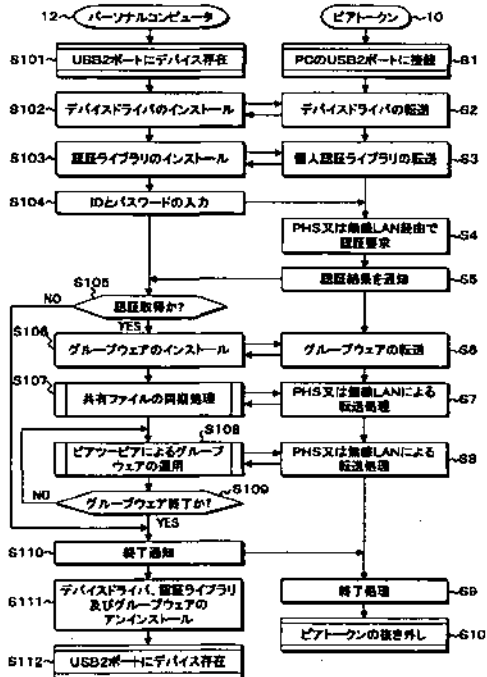 12
パーソナルコンピュータ
ピアトークン
10
S101
USB2ポートにデバイス存在
PCのUSB2ポートに接続
S1
S102
デバイスドライバのインストール
デバイスドライバの転送
S2
S103
認証ライブラリのインストール
個人認証ライブラリの転送
S3
S104
IDとパスワードの入力
PHS又は無線LAN経由で
認証要求
S4
認証結果を通知
S5
S105
NO
認証取得か?
YES
S106
グループウェアのインストール
グループウェアの転送
S6
S107
共有ファイルの同期処理
PHS又は無線LANによる
転送処理
S7
S108
ピアツーピアによるグループ
ウェアの運用
PHS又は無線LANによる
転送処理
S8
S109
NO
グループウェア終了か?
YES
S110
終了通知
S111
デバイスドライバ、認証ライブラリ
及びグループウェアの
アンインストール
終了処理
S9
ピアトークンの抜き外し
S10
S112
USB2ポートにデバイス存在